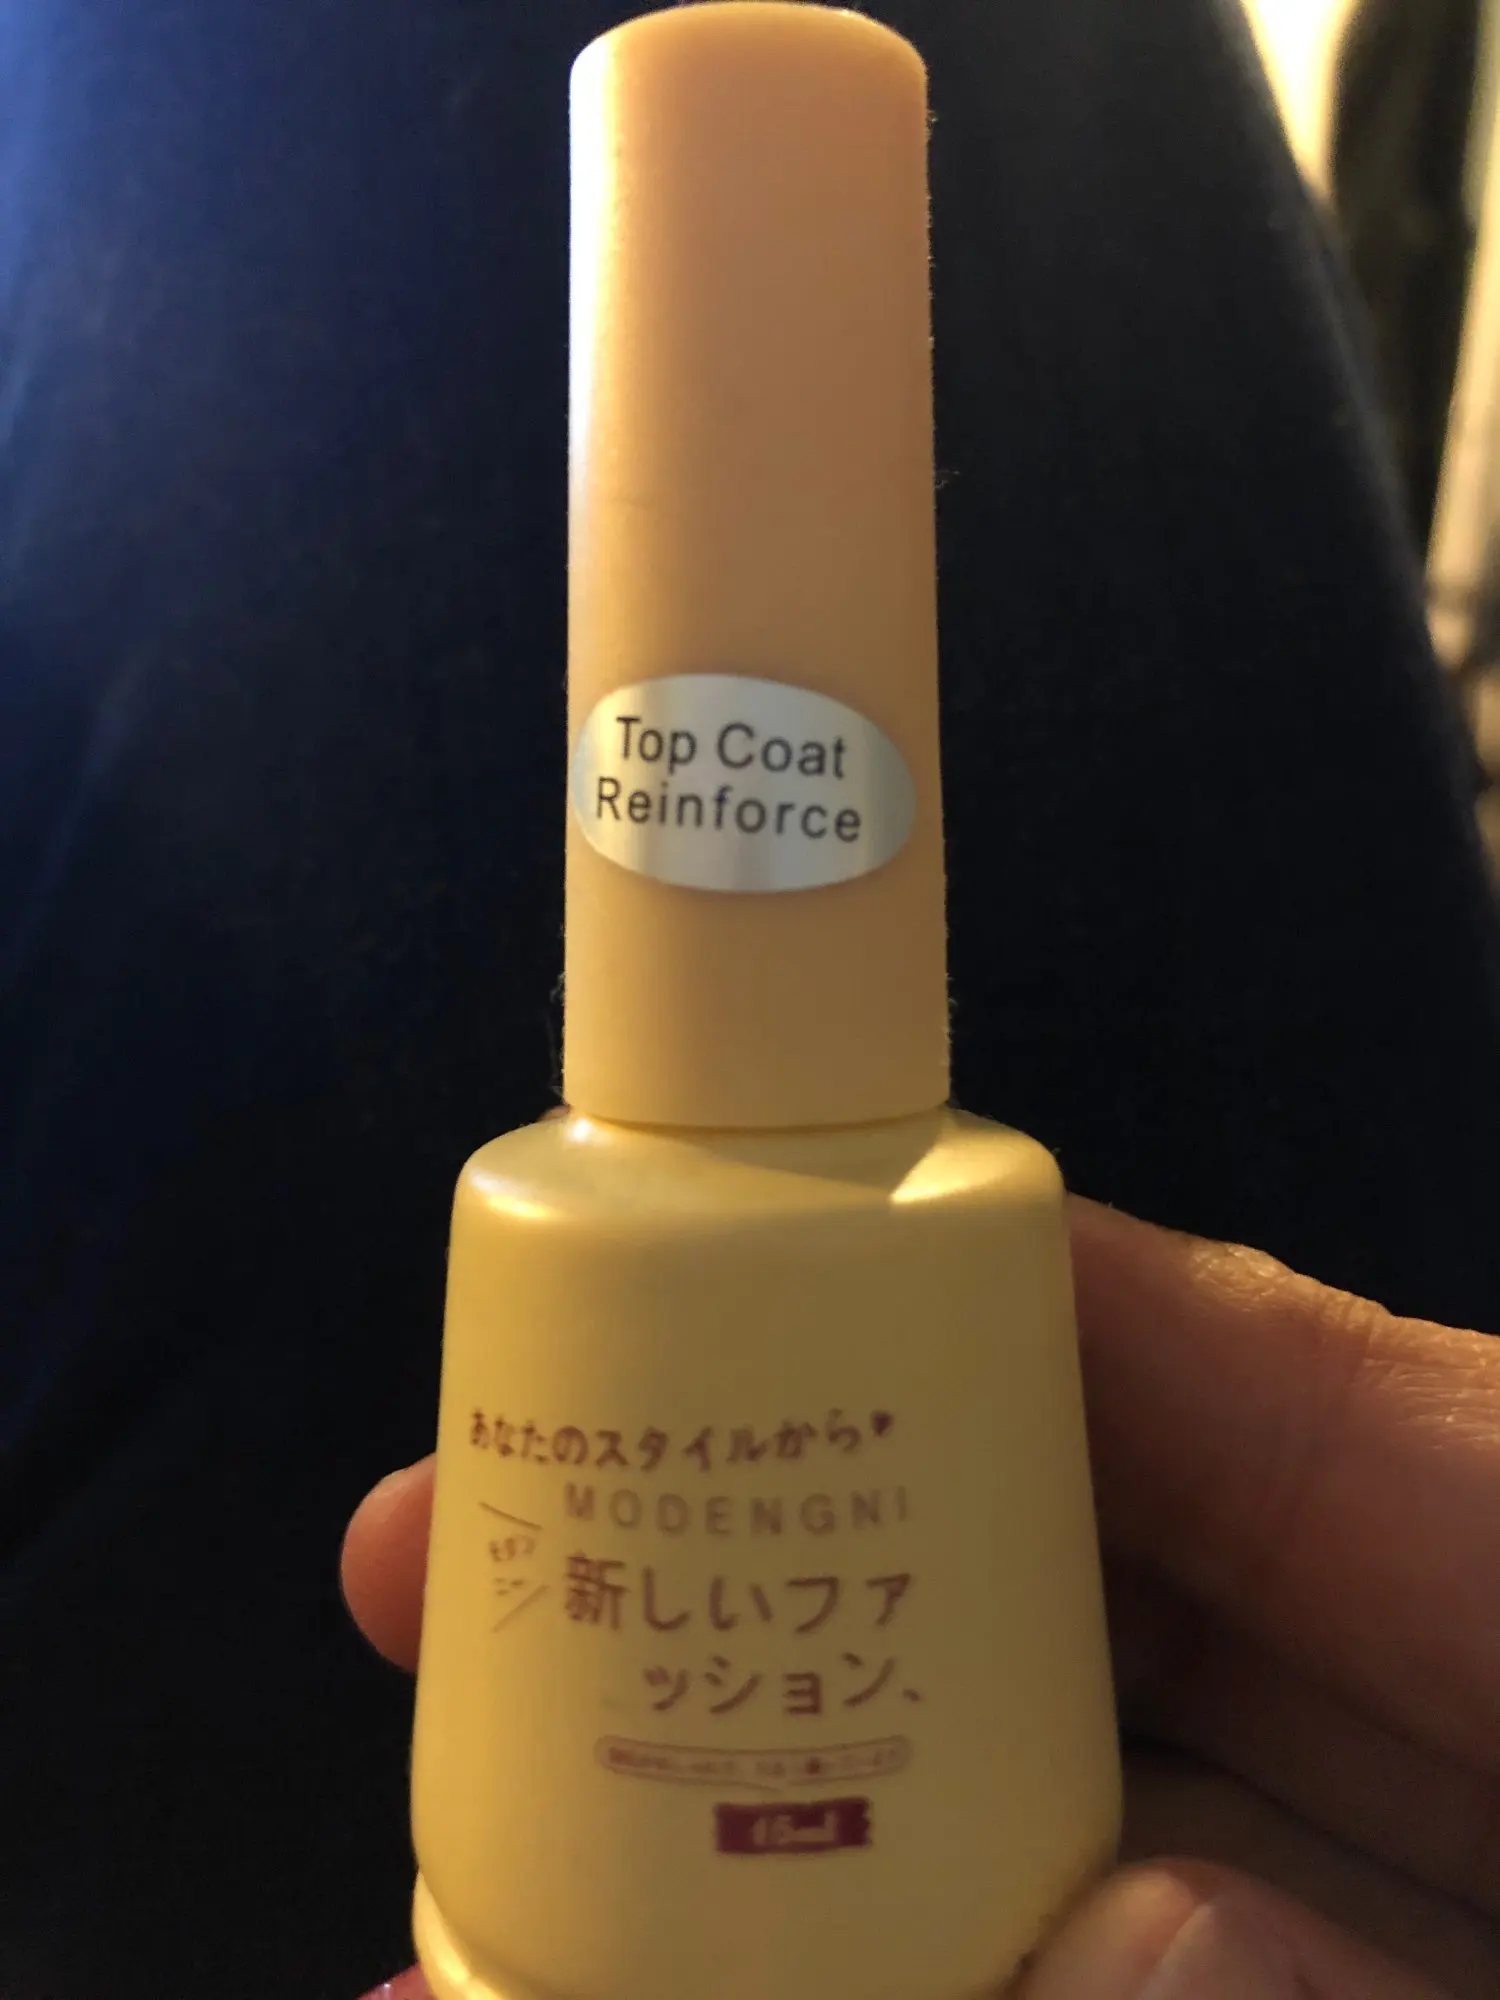 Top Coat
Reinforce
あなたのスタイルから♥
MODENGNI
新しいファ
ッション、
15ml